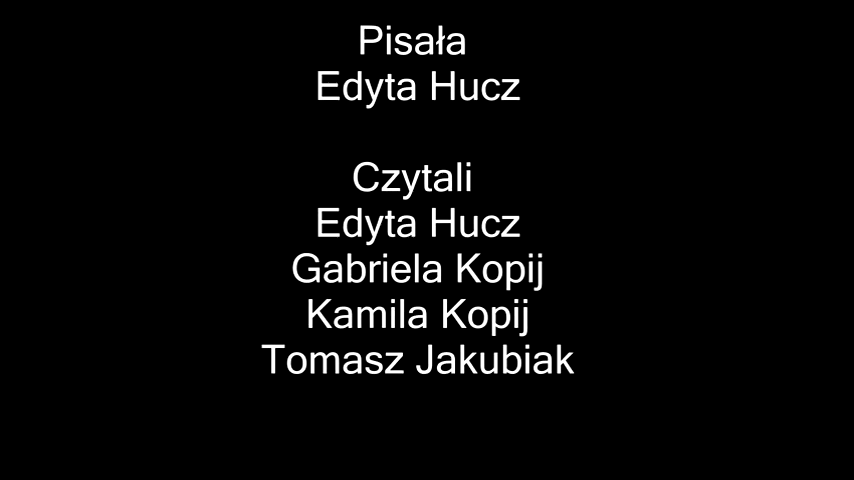 Pisała
Edyta Hucz
Czytali
Edyta Hucz
Gabriela Kopij
Kamila Kopij
Tomasz Jakubiak